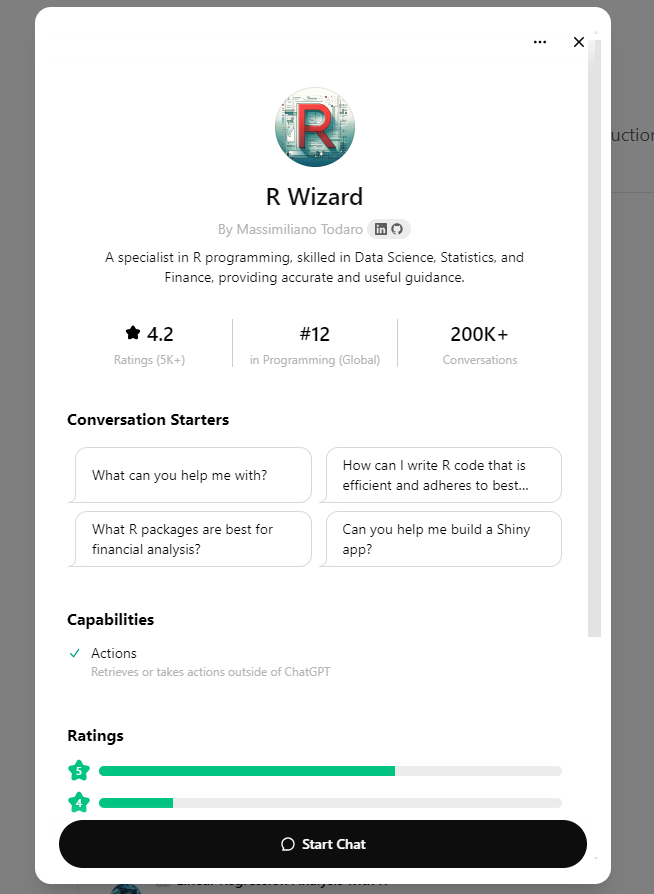 R
R Wizard
By Massimiliano Todaro in
A specialist in R programming, skilled in Data Science, Statistics, and
Finance, providing accurate and useful guidance.
4.2
#12
200K+
Ratings (5K+)
in Programming (Global)
Conversations
Conversation Starters
What can you help me with?
How can I write R code that is
efficient and adheres to best...
What R packages are best for
financial analysis?
Can you help me build a Shiny
app?
Capabilities
Actions
Retrieves or takes actions outside of ChatGPT
Ratings
5
4
Start Chat